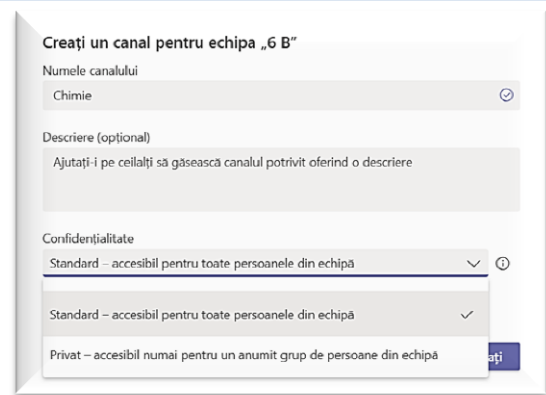 Creați un canal pentru echipa „6 B”
Numele canalului
Chimie
Descriere (opțional)
Ajutați-i pe ceilalți să găsească canalul potrivit oferind o descriere
Confidențialitate
Standard – accesibil pentru toate persoanele din echipă
Standard – accesibil pentru toate persoanele din echipă
Privat – accesibil numai pentru un anumit grup de persoane din echipă